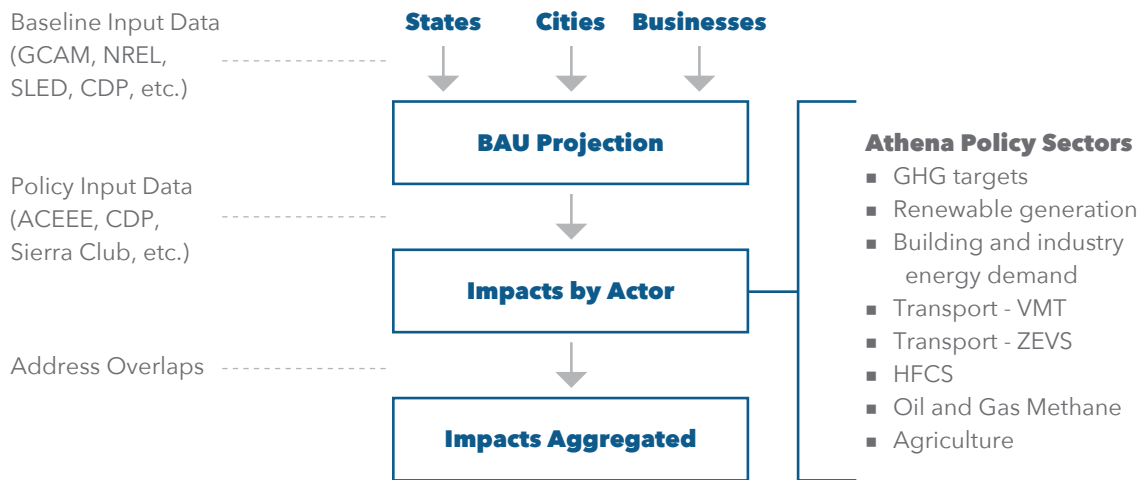 Baseline Input Data
(GCAM, NREL,
SLED, CDP, etc.)
States
Cities
Businesses
BAU Projection
Policy Input Data
(ACEEE, CDP,
Sierra Club, etc.)
Impacts by Actor
Address Overlaps
Impacts Aggregated
Athena Policy Sectors
■ GHG targets
■ Renewable generation
■ Building and industry
energy demand
■ Transport - VMT
■ Transport - ZEVS
■ HFCS
■ Oil and Gas Methane
■ Agriculture